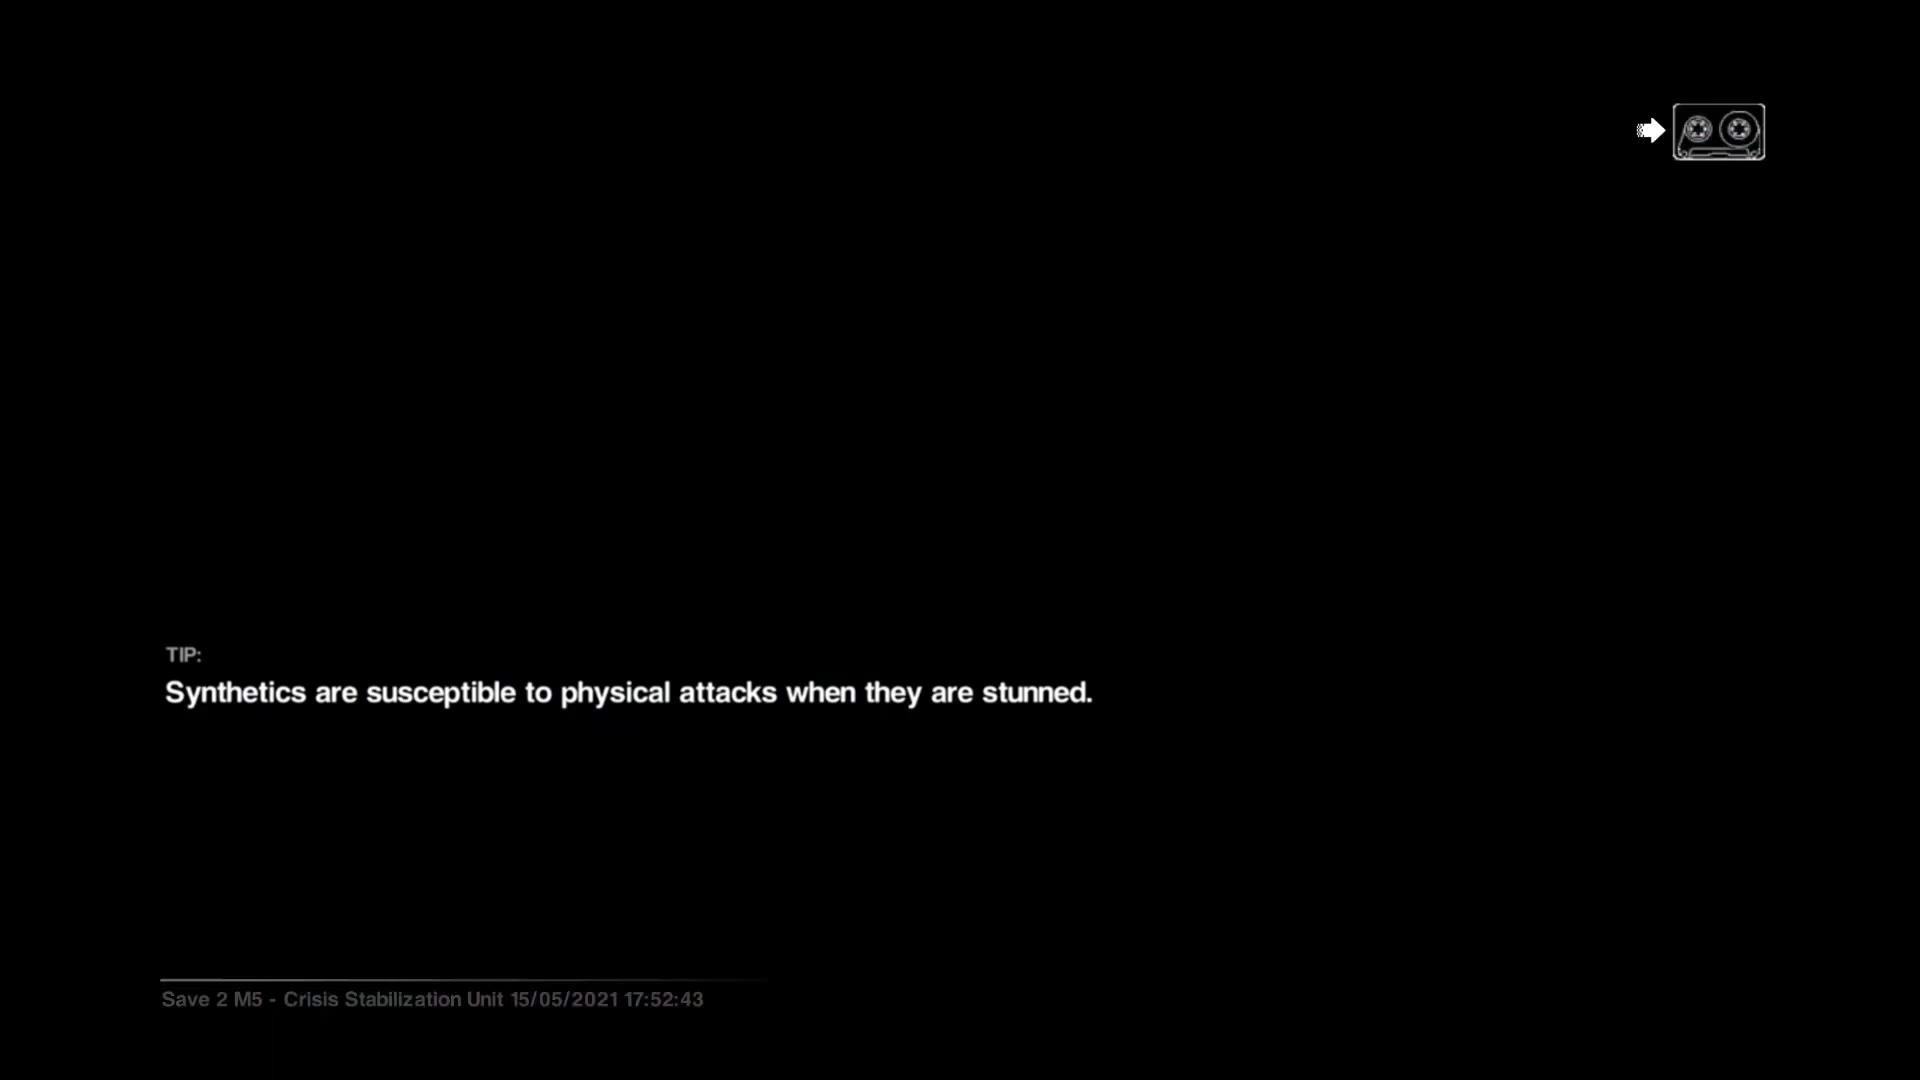 TIP:
Synthetics are susceptible to physical attacks when they are stunned.
Save 2 M5 - Crisis Stabilization Unit 15/05/2021 17:52:43